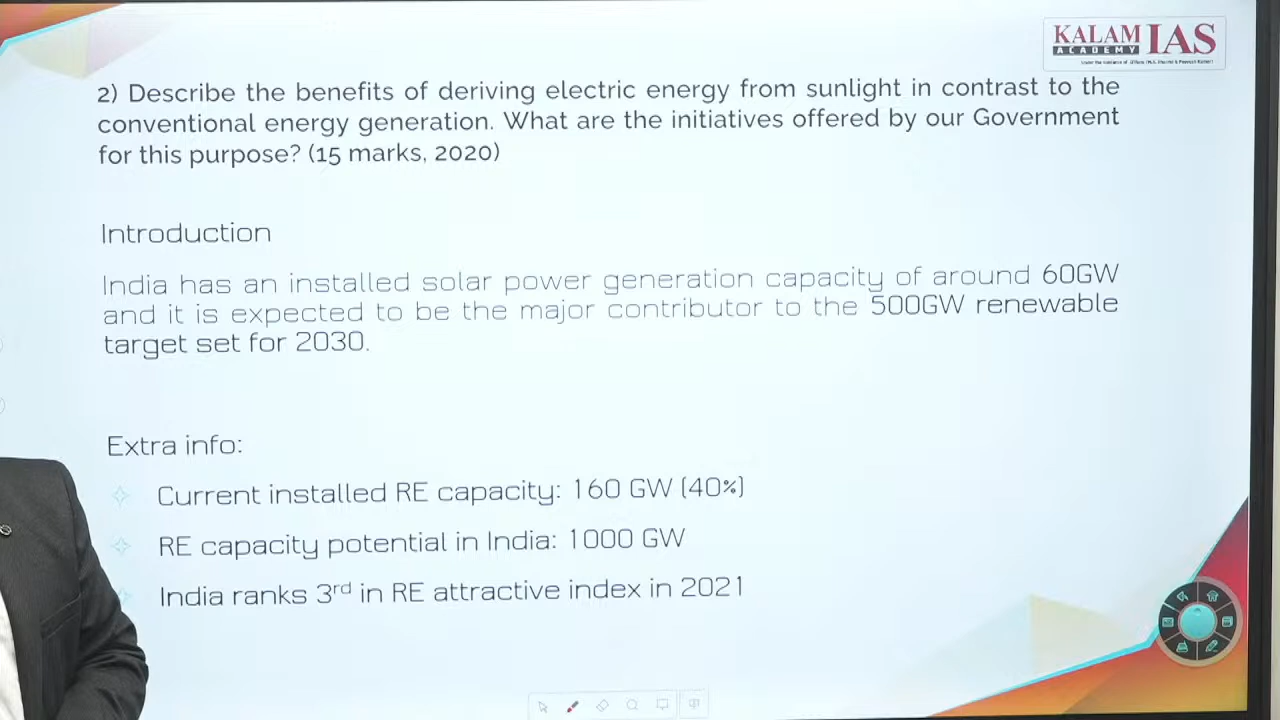 KALAM IAS
ACADEMY
2) Describe the benefits of deriving electric energy from sunlight in contrast to the
conventional energy generation. What are the initiatives offered by our Government
for this purpose? (15 marks, 2020)
Introduction
India has an installed solar power generation capacity of around 60GW
and it is expected to be the major contributor to the 500GW renewable
target set for 2030.
Extra info:
Current installed RE capacity: 160 GW (40%)
RE capacity potential in India: 1000 GW
India ranks 3rd in RE attractive index in 2021